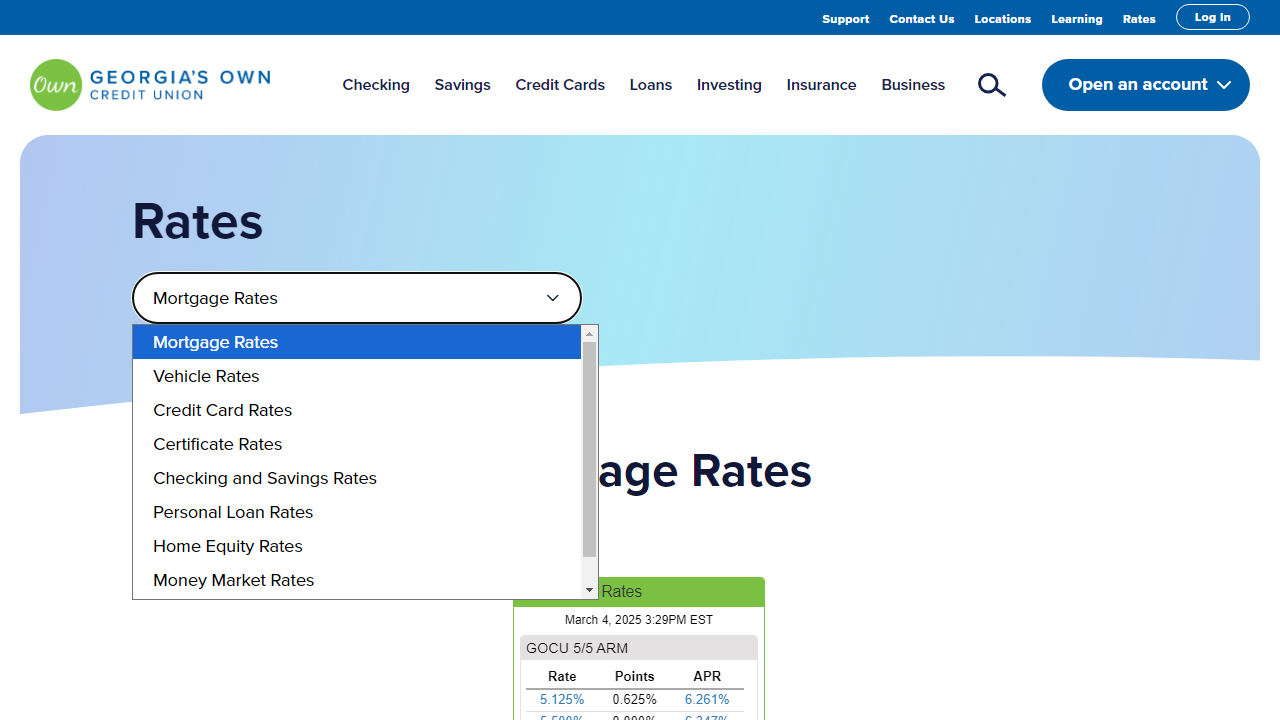 Support Contact Us Locations Learning Rates Log In
Own GEORGIA'S OWN
CREDIT UNION
Checking Savings Credit Cards Loans Investing Insurance Business Open an account
Rates
Mortgage Rates
Mortgage Rates
Vehicle Rates
Credit Card Rates
Certificate Rates
Checking and Savings Rates
Personal Loan Rates
Home Equity Rates
Money Market Rates
age Rates
Rates
March 4, 2025 3:29PM EST
GOCU 5/5 ARM
Rate Points APR
5.125% 0.625% 6.261%